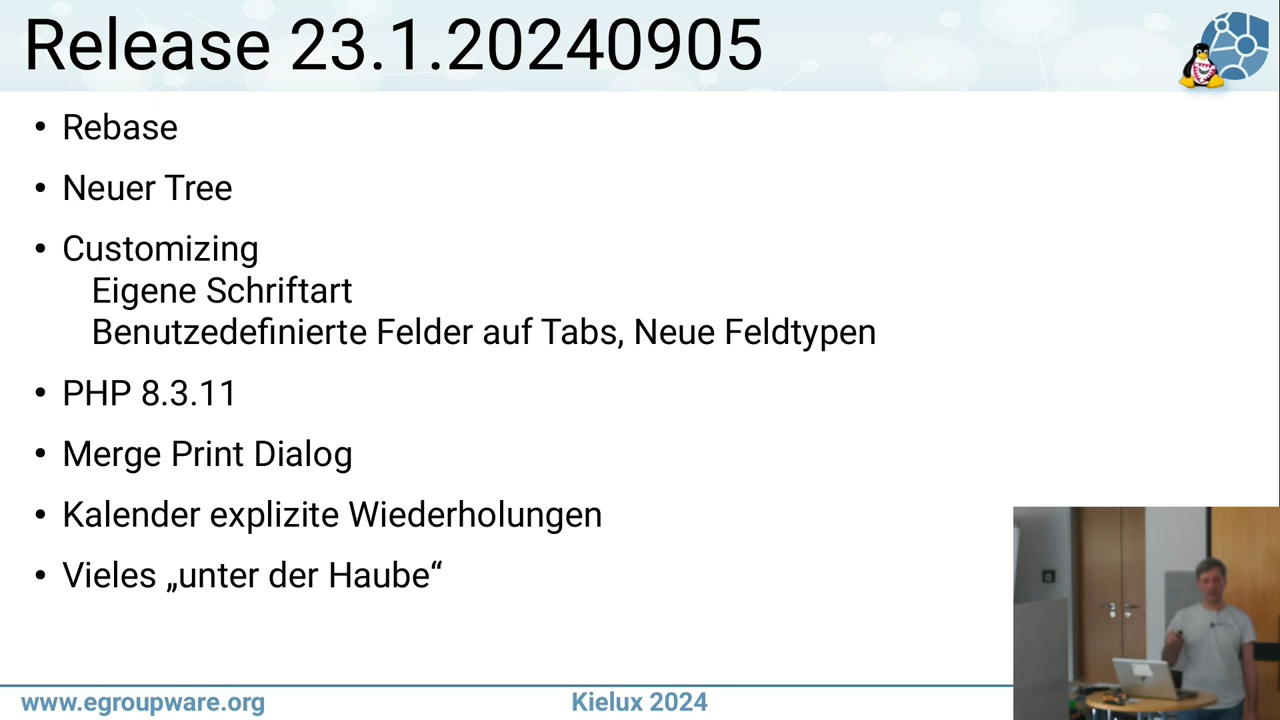 Release 23.1.20240905
• Rebase
• Neuer Tree
• Customizing
Eigene Schriftart
Benutzedefinierte Felder auf Tabs, Neue Feldtypen
• PHP 8.3.11
• Merge Print Dialog
• Kalender explizite Wiederholungen
• Vieles „unter der Haube“
www.egroupware.org
Kielux 2024